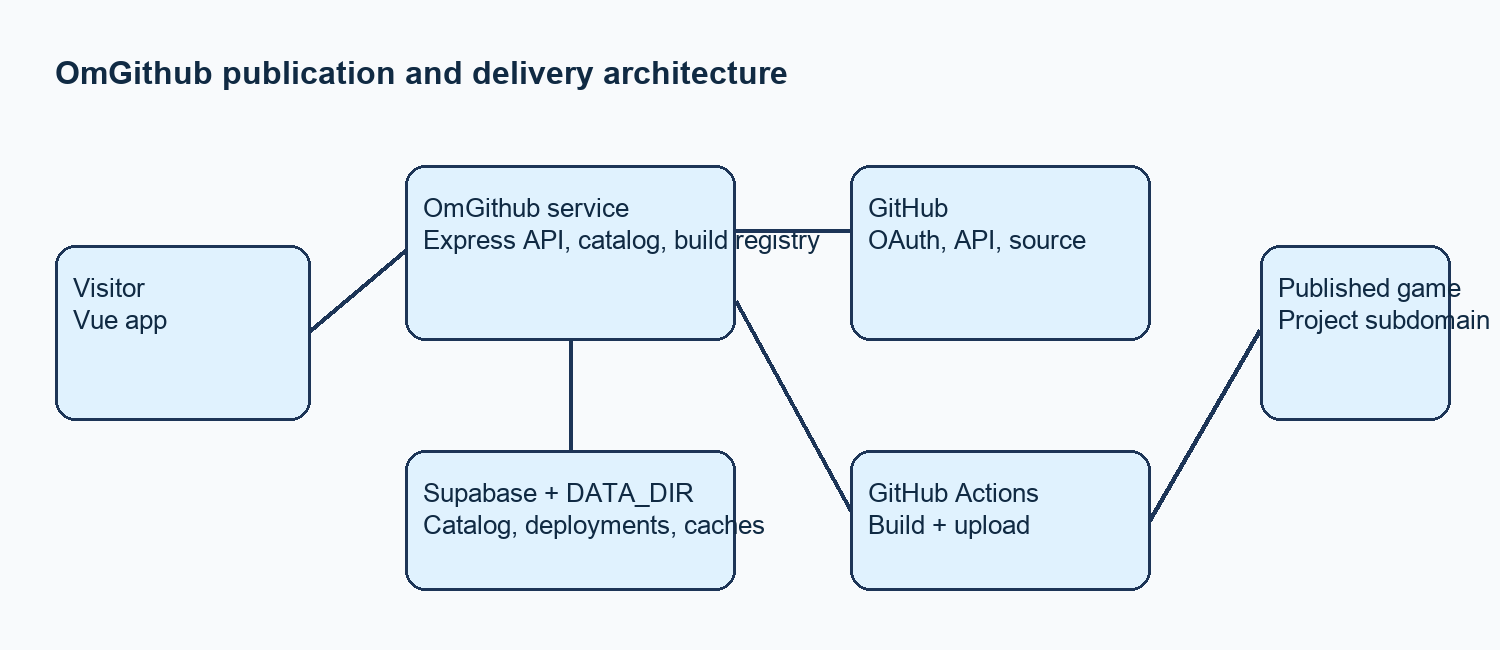 OmGithub publication and delivery architecture
OmGithub service
Express API, catalog, build registry
GitHub
OAuth, API, source
Visitor
Vue app
Published game
Project subdomain
Supabase + DATA_DIR
Catalog, deployments, caches
GitHub Actions
Build + upload